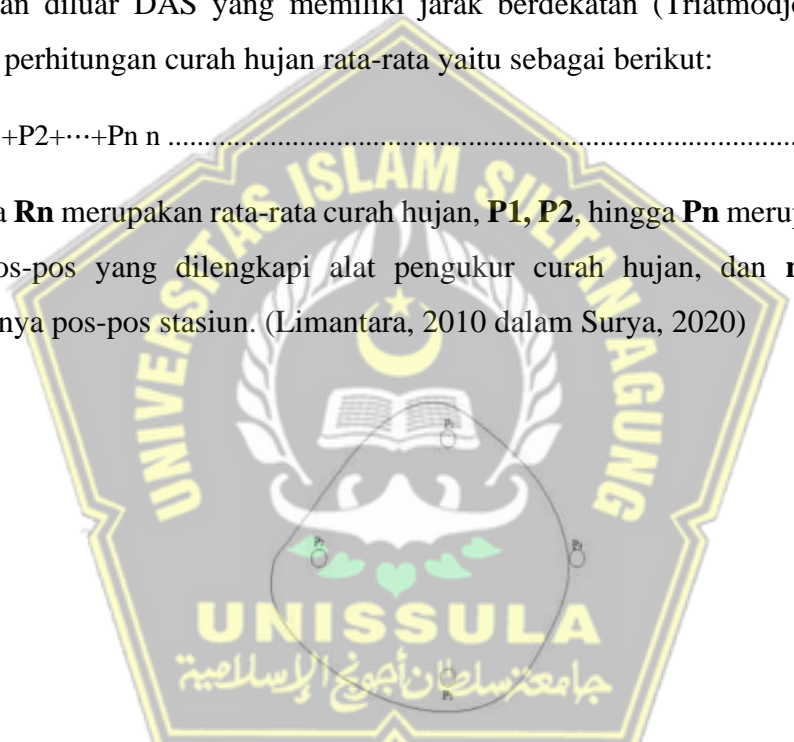 an diluar DAS yang memiliki jarak berdekatan (Triatmodj
perhitungan curah hujan rata-rata yaitu sebagai berikut:
+P2+⋯+Pn n ................................................................................
a Rn merupakan rata-rata curah hujan, P1, P2, hingga Pn merup
os-pos yang dilengkapi alat pengukur curah hujan, dan n
nya pos-pos stasiun. (Limantara, 2010 dalam Surya, 2020)
UNIVERSITAS ISLAM SULTAN AGUNG
UNISSULA
جامعة سلطان أجونج الإسلامية